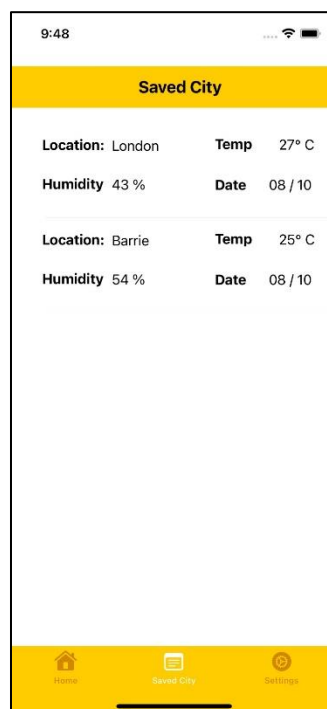 9:48
Saved City
Location: London Temp 27° C
Humidity 43 % Date 08 / 10
Location: Barrie Temp 25° C
Humidity 54 % Date 08 / 10
Home Saved City Settings